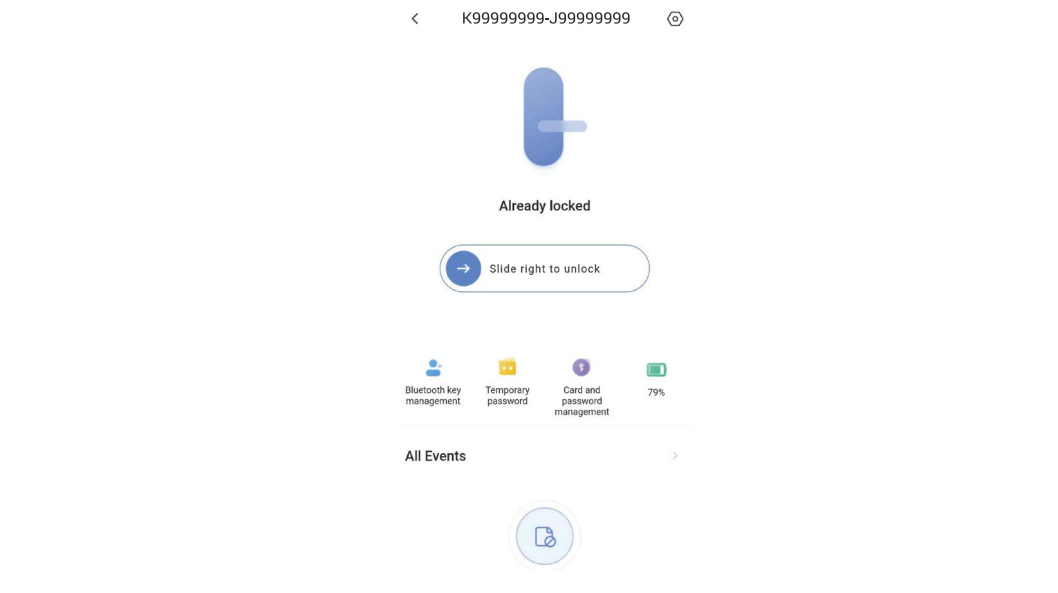 K99999999-J99999999
Already locked
Slide right to unlock
Bluetooth key
management
Temporary
password
Card and
password
management
79%
All Events